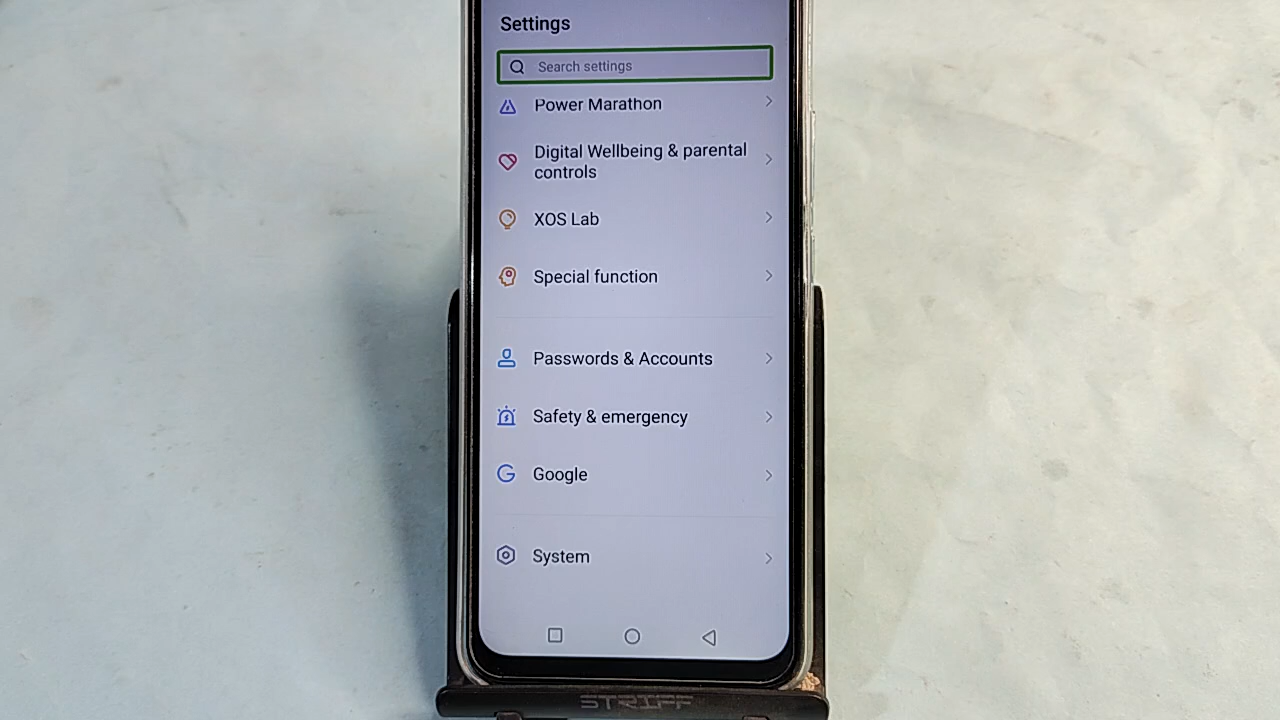 Settings
Search settings
Power Marathon
Digital Wellbeing & parental
controls
XOS Lab
Special function
Passwords & Accounts
Safety & emergency
Google
System
STRIFF